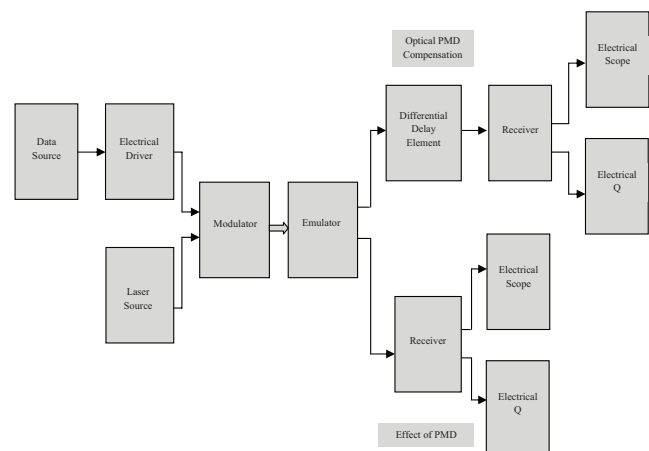 Optical PMD
Compensation
Electrical
Scope
Data
Source
Electrical
Driver
Differential
Delay
Element
Receiver
Electrical
Q
Modulator
Emulator
Laser
Source
Electrical
Scope
Receiver
Electrical
Q
Effect of PMD